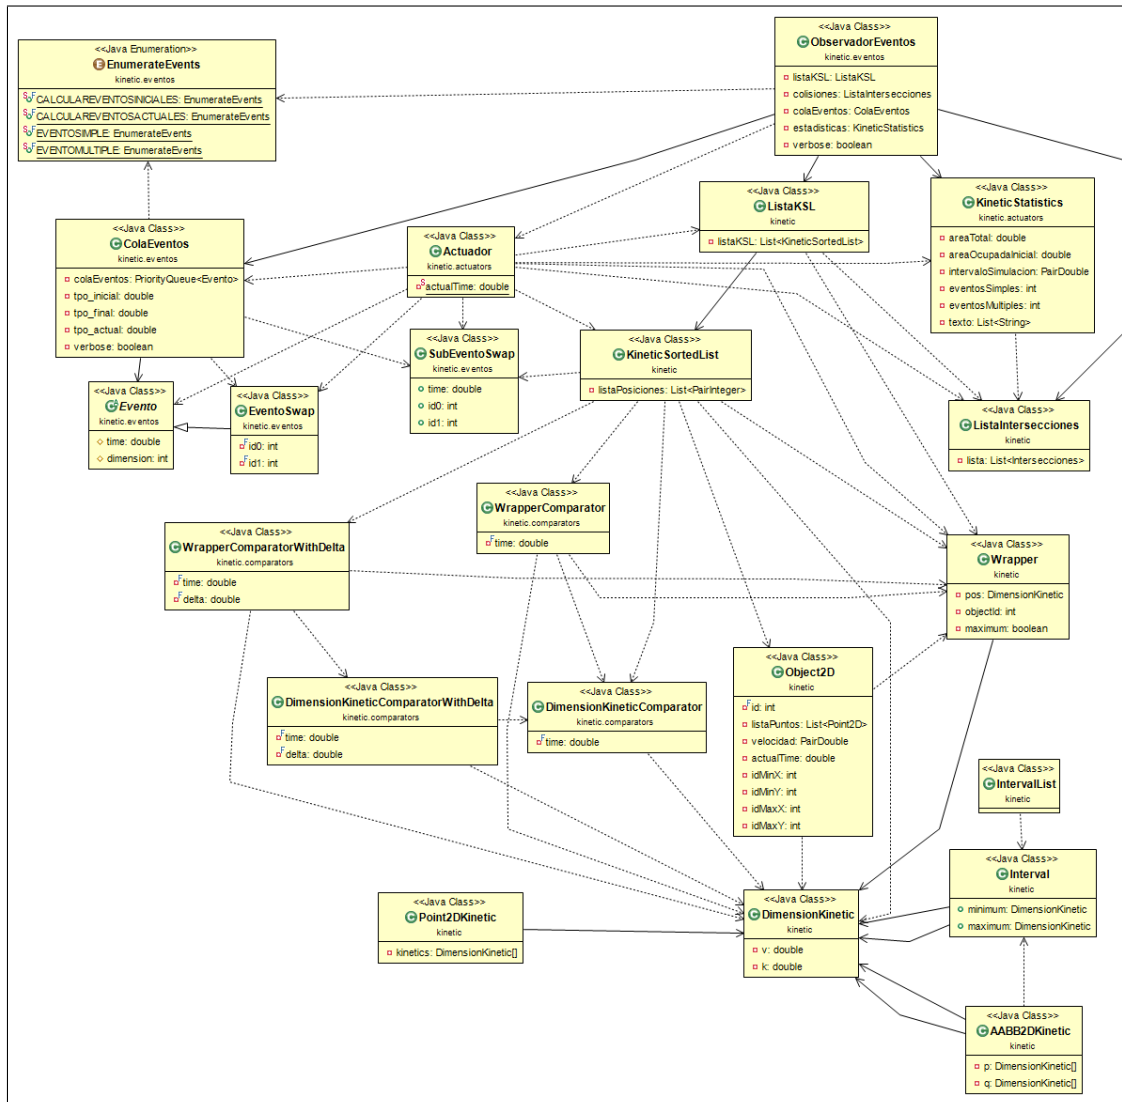 <<Java Enumeration>>
EnumerateEvents
kinetic.eventos
CALCULAREVENTOSINICIALES: EnumerateEvents
CALCULAREVENTOSACTUALES: EnumerateEvents
EVENTOSIMPLE: EnumerateEvents
EVENTOMULTIPLE: EnumerateEvents
<<Java Class>>
ObservadorEventos
kinetic.eventos
listaKSL: ListaKSL
colisiones: ListaIntersecciones
colaEventos: ColaEventos
estadisticas: KineticStatistics
verbose: boolean
<<Java Class>>
ColaEventos
kinetic.eventos
colaEventos: PriorityQueue<Evento>
tpo_inicial: double
tpo_final: double
tpo_actual: double
verbose: boolean
<<Java Class>>
Actuador
kinetic.actuators
actualTime: double
<<Java Class>>
ListaKSL
kinetic
listaKSL: List<KineticSortedList>
<<Java Class>>
KineticStatistics
kinetic.actuators
areaTotal: double
areaOcupadaInicial: double
intervaloSimulacion: PairDouble
eventosSimples: int
eventosMultiples: int
texto: List<String>
<<Java Class>>
Evento
kinetic.eventos
time: double
dimension: int
<<Java Class>>
EventoSwap
kinetic.eventos
id0: int
id1: int
<<Java Class>>
SubEventoSwap
kinetic.eventos
time: double
id0: int
id1: int
<<Java Class>>
KineticSortedList
kinetic
listaPosiciones: List<PairInteger>
<<Java Class>>
ListaIntersecciones
kinetic
lista: List<Intersecciones>
<<Java Class>>
WrapperComparatorWithDelta
kinetic.comparators
time: double
delta: double
<<Java Class>>
WrapperComparator
kinetic.comparators
time: double
<<Java Class>>
Wrapper
kinetic
pos: DimensionKinetic
objectId: int
maximum: boolean
<<Java Class>>
DimensionKineticComparatorWithDelta
kinetic.comparators
time: double
delta: double
<<Java Class>>
DimensionKineticComparator
kinetic.comparators
time: double
<<Java Class>>
Object2D
kinetic
id: int
listaPuntos: List<Point2D>
velocidad: PairDouble
actualTime: double
idMinX: int
idMinY: int
idMaxX: int
idMaxY: int
<<Java Class>>
IntervalList
kinetic
<<Java Class>>
Interval
kinetic
minimum: DimensionKinetic
maximum: DimensionKinetic
<<Java Class>>
Point2DKinetic
kinetic
kinetics: DimensionKinetic[]
<<Java Class>>
DimensionKinetic
kinetic
v: double
k: double
<<Java Class>>
AABB2DKinetic
kinetic
p: DimensionKinetic[]
q: DimensionKinetic[]